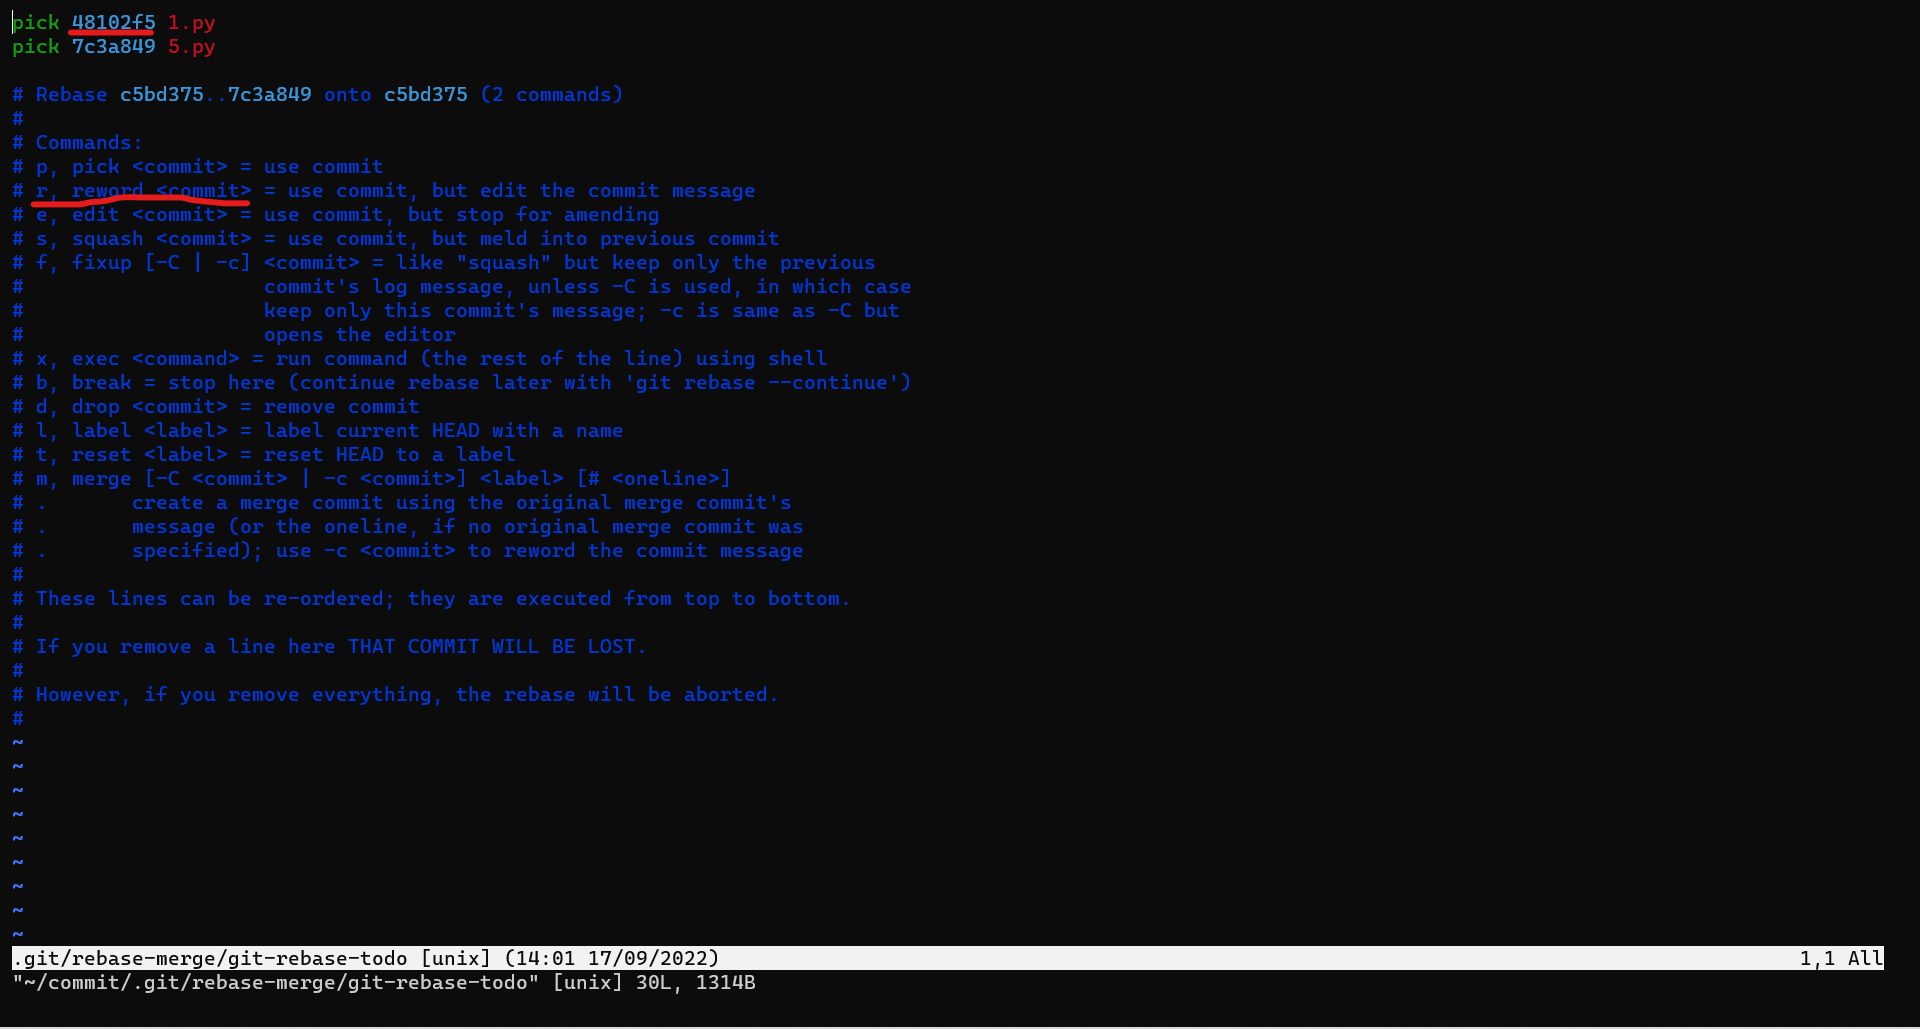 pick 48102f5 1.py
pick 7c3a849 5.py
# Rebase c5bd375..7c3a849 onto c5bd375 (2 commands)
#
# Commands:
# p, pick <commit> = use commit
# r, reword <commit> = use commit, but edit the commit message
# e, edit <commit> = use commit, but stop for amending
# s, squash <commit> = use commit, but meld into previous commit
# f, fixup [-C | -c] <commit> = like "squash" but keep only the previous
#                    commit's log message, unless -C is used, in which case
#                    keep only this commit's message; -c is same as -C but
#                    opens the editor
# x, exec <command> = run command (the rest of the line) using shell
# b, break = stop here (continue rebase later with 'git rebase --continue')
# d, drop <commit> = remove commit
# l, label <label> = label current HEAD with a name
# t, reset <label> = reset HEAD to a label
# m, merge [-C <commit> | -c <commit>] <label> [# <oneline>]
# .       create a merge commit using the original merge commit's
# .       message (or the oneline, if no original merge commit was
# .       specified); use -c <commit> to reword the commit message
#
# These lines can be re-ordered; they are executed from top to bottom.
#
# If you remove a line here THAT COMMIT WILL BE LOST.
#
# However, if you remove everything, the rebase will be aborted.
#
~
~
~
~
~
~
~
~
~
.git/rebase-merge/git-rebase-todo [unix] (14:01 17/09/2022) 1,1 All
"~/commit/.git/rebase-merge/git-rebase-todo" [unix] 30L, 1314B